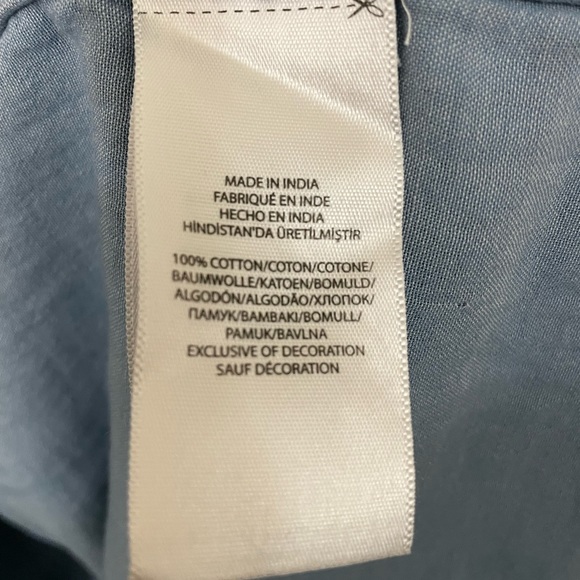 MADE IN INDIA
FABRIQUÉ EN INDE
HECHO EN INDIA
HİNDİSTAN'DA ÜRETİLMİŞTİR
100% COTTON/COTON/COTONE/
BAUMWOLLE/KATOEN/BOMULD/
ALGODÓN/ALGODÃO/ХЛОПОК/
ПАМУК/BAMBAKI/BOMULL/
PAMUK/BAVLNA
EXCLUSIVE OF DECORATION
SAUF DÉCORATION